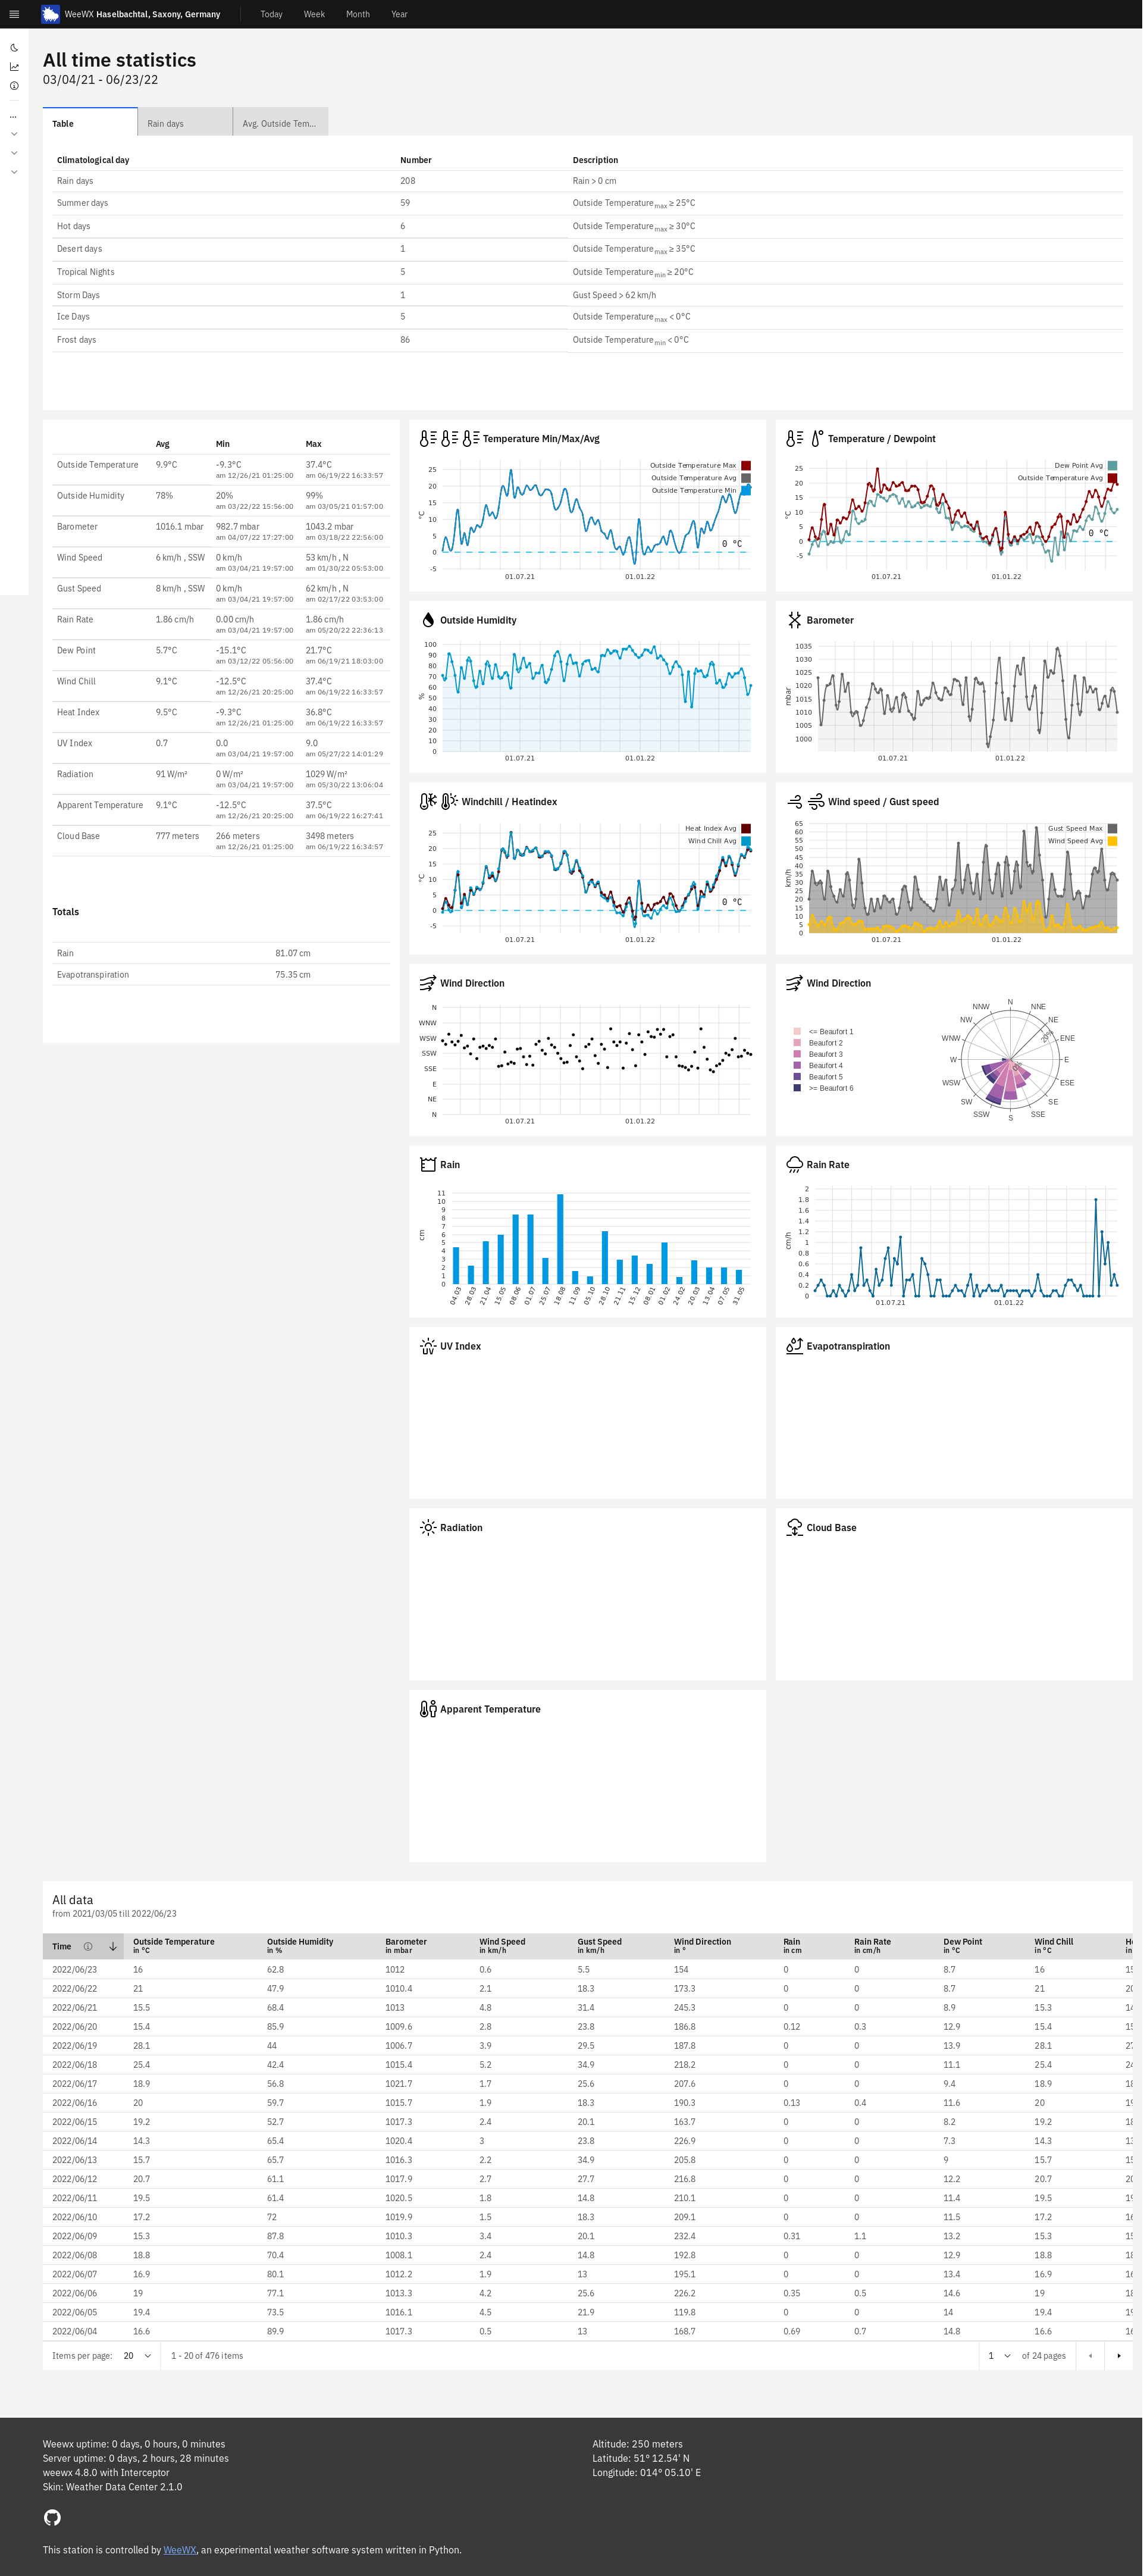 WeeWX Haselbachtal, Saxony, Germany Today Week Month Year
All time statistics
03/04/21 - 06/23/22
Table Rain days Avg. Outside Tem...
Climatological day Number Description
Rain days 208 Rain > 0 cm
Summer days 59 Outside Temperaturemax ≥ 25°C
Hot days 6 Outside Temperaturemax ≥ 30°C
Desert days 1 Outside Temperaturemax ≥ 35°C
Tropical Nights 5 Outside Temperaturemin ≥ 20°C
Storm Days 1 Gust Speed > 62 km/h
Ice Days 5 Outside Temperaturemax < 0°C
Frost days 86 Outside Temperaturemin < 0°C
Avg Min Max
Outside Temperature 9.9°C -9.3°C 37.4°C
am 12/26/21 01:25:00 am 06/19/22 16:33:57
Outside Humidity 78% 20% 99%
am 03/22/22 15:56:00 am 03/05/21 01:57:00
Barometer 1016.1 mbar 982.7 mbar 1043.2 mbar
am 04/07/22 17:27:00 am 03/18/22 22:56:00
Wind Speed 6 km/h , SSW 0 km/h 53 km/h , N
am 03/04/21 19:57:00 am 01/30/22 05:53:00
Gust Speed 8 km/h , SSW 0 km/h 62 km/h , N
am 03/04/21 19:57:00 am 02/17/22 03:53:00
Rain Rate 1.86 cm/h 0.00 cm/h 1.86 cm/h
am 03/04/21 19:57:00 am 05/20/22 22:36:13
Dew Point 5.7°C -15.1°C 21.7°C
am 03/12/22 05:56:00 am 06/19/21 18:03:00
Wind Chill 9.1°C -12.5°C 37.4°C
am 12/26/21 20:25:00 am 06/19/22 16:33:57
Heat Index 9.5°C -9.3°C 36.8°C
am 12/26/21 01:25:00 am 06/19/22 16:33:57
UV Index 0.7 0.0 9.0
am 03/04/21 19:57:00 am 05/27/22 14:01:29
Radiation 91 W/m² 0 W/m² 1029 W/m²
am 03/04/21 19:57:00 am 05/30/22 13:06:04
Apparent Temperature 9.1°C -12.5°C 37.5°C
am 12/26/21 20:25:00 am 06/19/22 16:27:41
Cloud Base 777 meters 266 meters 3498 meters
am 12/26/21 01:25:00 am 06/19/22 16:34:57
Totals
Rain 81.07 cm
Evapotranspiration 75.35 cm
Temperature Min/Max/Avg
Outside Temperature Max
Outside Temperature Avg
Outside Temperature Min
°C
25
20
15
10
5
0
-5
0 °C
01.07.21 01.01.22
Temperature / Dewpoint
Dew Point Avg
Outside Temperature Avg
°C
25
20
15
10
5
0
-5
0 °C
01.07.21 01.01.22
Outside Humidity
%
100
90
80
70
60
50
40
30
20
10
0
01.07.21 01.01.22
Barometer
mbar
1035
1030
1025
1020
1015
1010
1005
1000
01.07.21 01.01.22
Windchill / Heatindex
Heat Index Avg
Wind Chill Avg
°C
25
20
15
10
5
0
-5
0 °C
01.07.21 01.01.22
Wind speed / Gust speed
Gust Speed Max
Wind Speed Avg
km/h
65
60
55
50
45
40
35
30
25
20
15
10
5
0
01.07.21 01.01.22
Wind Direction
N
WNW
WSW
SSW
SSE
E
NE
N
01.07.21 01.01.22
Wind Direction
<= Beaufort 1
Beaufort 2
Beaufort 3
Beaufort 4
Beaufort 5
>= Beaufort 6
N
NNW NNE
NW NE
WNW ENE
W E
WSW ESE
SW SE
SSW SSE
S
20%
0%
Rain
cm
11
10
9
8
7
6
5
4
3
2
1
0
04.03 28.03 21.04 15.05 08.06 01.07 25.07 18.08 11.09 05.10 28.10 21.11 15.12 08.01 01.02 24.02 20.03 13.04 07.05 31.05
Rain Rate
cm/h
2
1.8
1.6
1.4
1.2
1
0.8
0.6
0.4
0.2
0
01.07.21 01.01.22
UV Index
Evapotranspiration
Radiation
Cloud Base
Apparent Temperature
All data
from 2021/03/05 till 2022/06/23
Time Outside Temperature Outside Humidity Barometer Wind Speed Gust Speed Wind Direction Rain Rain Rate Dew Point Wind Chill
in °C in % in mbar in km/h in km/h in ° in cm in cm/h in °C in °C in
2022/06/23 16 62.8 1012 0.6 5.5 154 0 0 8.7 16
2022/06/22 21 47.9 1010.4 2.1 18.3 173.3 0 0 8.7 21
2022/06/21 15.5 68.4 1013 4.8 31.4 245.3 0 0 8.9 15.3
2022/06/20 15.4 85.9 1009.6 2.8 23.8 186.8 0.12 0.3 12.9 15.4
2022/06/19 28.1 44 1006.7 3.9 29.5 187.8 0 0 13.9 28.1
2022/06/18 25.4 42.4 1015.4 5.2 34.9 218.2 0 0 11.1 25.4
2022/06/17 18.9 56.8 1021.7 1.7 25.6 207.6 0 0 9.4 18.9
2022/06/16 20 59.7 1015.7 1.9 18.3 190.3 0.13 0.4 11.6 20
2022/06/15 19.2 52.7 1017.3 2.4 20.1 163.7 0 0 8.2 19.2
2022/06/14 14.3 65.4 1020.4 3 23.8 226.9 0 0 7.3 14.3
2022/06/13 15.7 65.7 1016.3 2.2 34.9 205.8 0 0 9 15.7
2022/06/12 20.7 61.1 1017.9 2.7 27.7 216.8 0 0 12.2 20.7
2022/06/11 19.5 61.4 1020.5 1.8 14.8 210.1 0 0 11.4 19.5
2022/06/10 17.2 72 1019.9 1.5 18.3 209.1 0 0 11.5 17.2
2022/06/09 15.3 87.8 1010.3 3.4 20.1 232.4 0.31 1.1 13.2 15.3
2022/06/08 18.8 70.4 1008.1 2.4 14.8 192.8 0 0 12.9 18.8
2022/06/07 16.9 80.1 1012.2 1.9 13 195.1 0 0 13.4 16.9
2022/06/06 19 77.1 1013.3 4.2 25.6 226.2 0.35 0.5 14.6 19
2022/06/05 19.4 73.5 1016.1 4.5 21.9 119.8 0 0 14 19.4
2022/06/04 16.6 89.9 1017.3 0.5 13 168.7 0.69 0.7 14.8 16.6
Items per page: 20 1 - 20 of 476 items 1 of 24 pages
Weewx uptime: 0 days, 0 hours, 0 minutes
Server uptime: 0 days, 2 hours, 28 minutes
weewx 4.8.0 with Interceptor
Skin: Weather Data Center 2.1.0
Altitude: 250 meters
Latitude: 51° 12.54' N
Longitude: 014° 05.10' E
This station is controlled by WeeWX, an experimental weather software system written in Python.